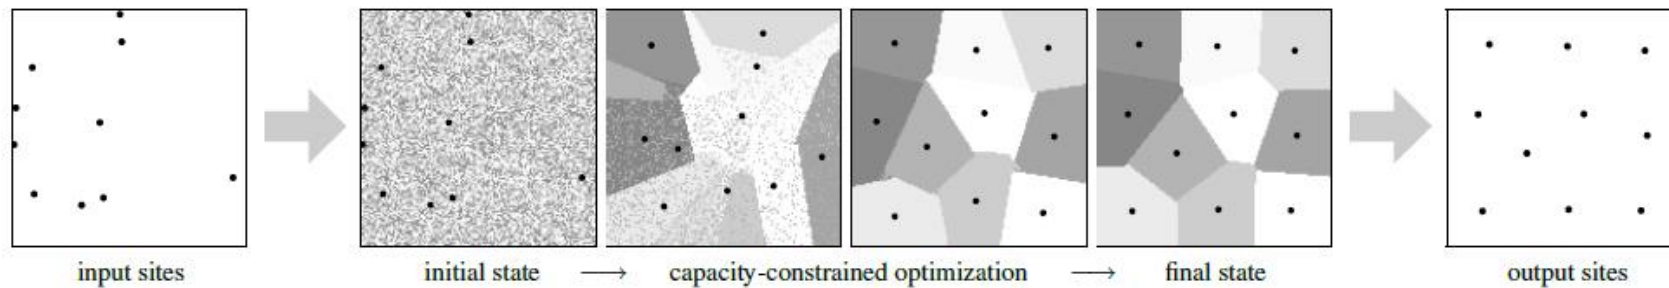 input sites
initial state ⟶ capacity-constrained optimization ⟶ final state
output sites